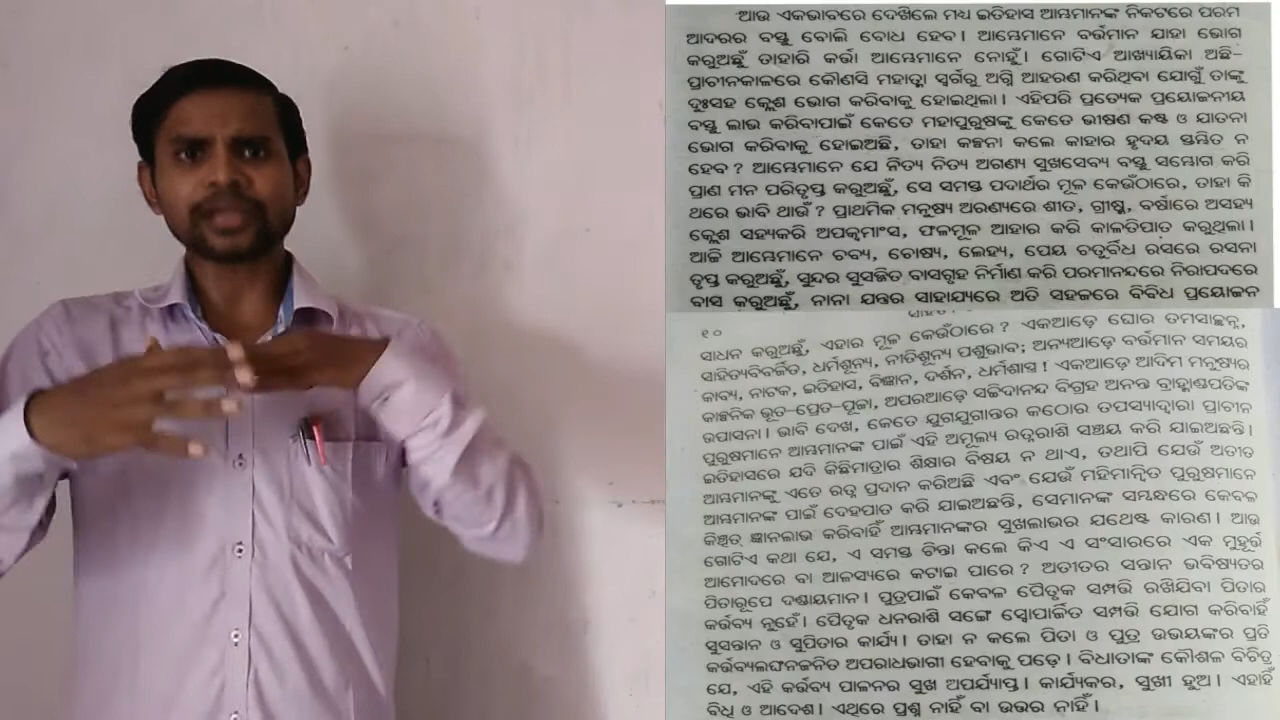 ଆଉ ଏକଭାବରେ ଦେଖିଲେ ମଧ୍ୟ ଇତିହାସ ଆମ୍ଭମାନଙ୍କ ନିକଟରେ ପରମ
ଆଦରର ବସ୍ତୁ ବୋଲି ବୋଧ ହେବ। ଆମ୍ଭେମାନେ ବର୍ତ୍ତମାନ ଯାହା ଭୋଗ
କରୁଅଛୁଁ ତାହାରି କର୍ତ୍ତା ଆମ୍ଭେମାନେ ନୋହୁଁ। ଗୋଟିଏ ଆଖ୍ୟାୟିକା ଅଛି-
ପ୍ରାଚୀନକାଳରେ କୌଣସି ମହାତ୍ମା ସ୍ୱର୍ଗରୁ ଅଗ୍ନି ଆହରଣ କରିଥିବା ଯୋଗୁଁ ତାଙ୍କୁ
ଦୁଃସହ କ୍ଲେଶ ଭୋଗ କରିବାକୁ ହୋଇଥିଲା। ଏହିପରି ପ୍ରତ୍ୟେକ ପ୍ରୟୋଜନୀୟ
ବସ୍ତୁ ଲାଭ କରିବାପାଇଁ କେତେ ମହାପୁରୁଷଙ୍କୁ କେତେ ଭୀଷଣ କଷ୍ଟ ଓ ଯାତନା
ଭୋଗ କରିବାକୁ ହୋଇଅଛି, ତାହା କଳ୍ପନା କଲେ କାହାର ହୃଦୟ ସ୍ତମ୍ଭିତ ନ
ହେବ? ଆମ୍ଭେମାନେ ଯେ ନିତ୍ୟ ନିତ୍ୟ ଅଗଣ୍ୟ ସୁଖସେବ୍ୟ ବସ୍ତୁ ସମ୍ଭୋଗ କରି
ପ୍ରାଣ ମନ ପରିତୃପ୍ତ କରୁଅଛୁଁ, ସେ ସମସ୍ତ ପଦାର୍ଥର ମୂଳ କେଉଁଠାରେ, ତାହା କି
ଥରେ ଭାବି ଥାଉଁ? ପ୍ରାଥମିକ ମନୁଷ୍ୟ ଅରଣ୍ୟରେ ଶୀତ, ଗ୍ରୀଷ୍ମ, ବର୍ଷାରେ ଅସହ୍ୟ
କ୍ଲେଶ ସହ୍ୟକରି ଅପକ୍ୱମାଂସ, ଫଳମୂଳ ଆହାର କରି କାଳାତିପାତ କରୁଥିଲା।
ଆଜି ଆମ୍ଭେମାନେ ଚବ୍ୟ, ଚୋଷ୍ୟ, ଲେହ୍ୟ, ପେୟ ଚତୁର୍ବିଧ ରସରେ ରସନା
ତୃପ୍ତ କରୁଅଛୁଁ, ସୁନ୍ଦର ସୁସଜ୍ଜିତ ବାସଗୃହ ନିର୍ମାଣ କରି ପରମାନନ୍ଦରେ ନିରାପଦରେ
ବାସ କରୁଅଛୁଁ, ନାନା ଯନ୍ତ୍ର ସାହାଯ୍ୟରେ ଅତି ସହଜରେ ବିବିଧ ପ୍ରୟୋଜନ
୧୦
ସାଧନ କରୁଅଛୁଁ, ଏହାର ମୂଳ କେଉଁଠାରେ? ଏକଆଡ଼େ ଘୋର ତମସାଚ୍ଛନ୍ନ,
ସାହିତ୍ୟବିବର୍ଜିତ, ଧର୍ମଶୂନ୍ୟ, ନୀତିଶୂନ୍ୟ ପଶୁଭାବ; ଅନ୍ୟଆଡ଼େ ବର୍ତ୍ତମାନ ସମୟର
କାବ୍ୟ, ନାଟକ, ଇତିହାସ, ବିଜ୍ଞାନ, ଦର୍ଶନ, ଧର୍ମଶାସ୍ତ୍ର! ଏକଆଡ଼େ ଆଦିମ ମନୁଷ୍ୟର
କାଳ୍ପନିକ ଭୂତ-ପ୍ରେତ-ପୂଜା, ଅପରଆଡ଼େ ସଚ୍ଚିଦାନନ୍ଦ ବିଗ୍ରହ ଅନନ୍ତ ବ୍ରହ୍ମାଣ୍ଡପତିଙ୍କ
ଉପାସନା। ଭାବି ଦେଖ, କେତେ ଯୁଗଯୁଗାନ୍ତର କଠୋର ତପସ୍ୟାଦ୍ୱାରା ପ୍ରାଚୀନ
ପୁରୁଷମାନେ ଆମ୍ଭମାନଙ୍କ ପାଇଁ ଏହି ଅମୂଲ୍ୟ ରତ୍ନରାଶି ସଞ୍ଚୟ କରି ଯାଇଅଛନ୍ତି।
ଇତିହାସରେ ଯଦି କିଛିମାତ୍ର ଶିକ୍ଷାର ବିଷୟ ନ ଥାଏ, ତଥାପି ଯେଉଁ ଅତୀତ
ଆମ୍ଭମାନଙ୍କୁ ଏତେ ରତ୍ନ ପ୍ରଦାନ କରିଅଛି ଏବଂ ଯେଉଁ ମହିମାନ୍ୱିତ ପୁରୁଷମାନେ
ଆମ୍ଭମାନଙ୍କ ପାଇଁ ଦେହପାତ କରି ଯାଇଅଛନ୍ତି, ସେମାନଙ୍କ ସମ୍ବନ୍ଧରେ କେବଳ
କିଞ୍ଚିତ୍ ଜ୍ଞାନଲାଭ କରିବାହିଁ ଆମ୍ଭମାନଙ୍କର ସୁଖଲାଭର ଯଥେଷ୍ଟ କାରଣ। ଆଉ
ଗୋଟିଏ କଥା ଯେ, ଏ ସମସ୍ତ ଚିନ୍ତା କଲେ କିଏ ଏ ସଂସାରରେ ଏକ ମୁହୂର୍ତ୍ତ
ଆମୋଦରେ ବା ଆଳସ୍ୟରେ କଟାଇ ପାରେ? ଅତୀତର ସନ୍ତାନ ଭବିଷ୍ୟତର
ପିତାରୂପେ ଦଣ୍ଡାୟମାନ। ପୁତ୍ରପାଇଁ କେବଳ ପୈତୃକ ସମ୍ପତ୍ତି ରଖିଯିବା ପିତାର
କର୍ତ୍ତବ୍ୟ ନୁହେଁ। ପୈତୃକ ଧନରାଶି ସଙ୍ଗେ ସ୍ୱୋପାର୍ଜିତ ସମ୍ପତ୍ତି ଯୋଗ କରିବାହିଁ
ସୁସନ୍ତାନ ଓ ସୁପିତାର କାର୍ଯ୍ୟ। ତାହା ନ କଲେ ପିତା ଓ ପୁତ୍ର ଉଭୟଙ୍କର ପ୍ରତି
କର୍ତ୍ତବ୍ୟଲଙ୍ଘନଜନିତ ଅପରାଧଭାଗୀ ହେବାକୁ ପଡ଼େ। ବିଧାତାଙ୍କ କୌଶଳ ବିଚିତ୍ର
ଯେ, ଏହି କର୍ତ୍ତବ୍ୟ ପାଳନର ସୁଖ ଅପର୍ଯ୍ୟାପ୍ତ। କାର୍ଯ୍ୟକର, ସୁଖୀ ହୁଅ। ଏହାହିଁ
ବିଧି ଓ ଆଦେଶ। ଏଥିରେ ପ୍ରଶ୍ନ ନାହିଁ ବା ଉତ୍ତର ନାହିଁ।